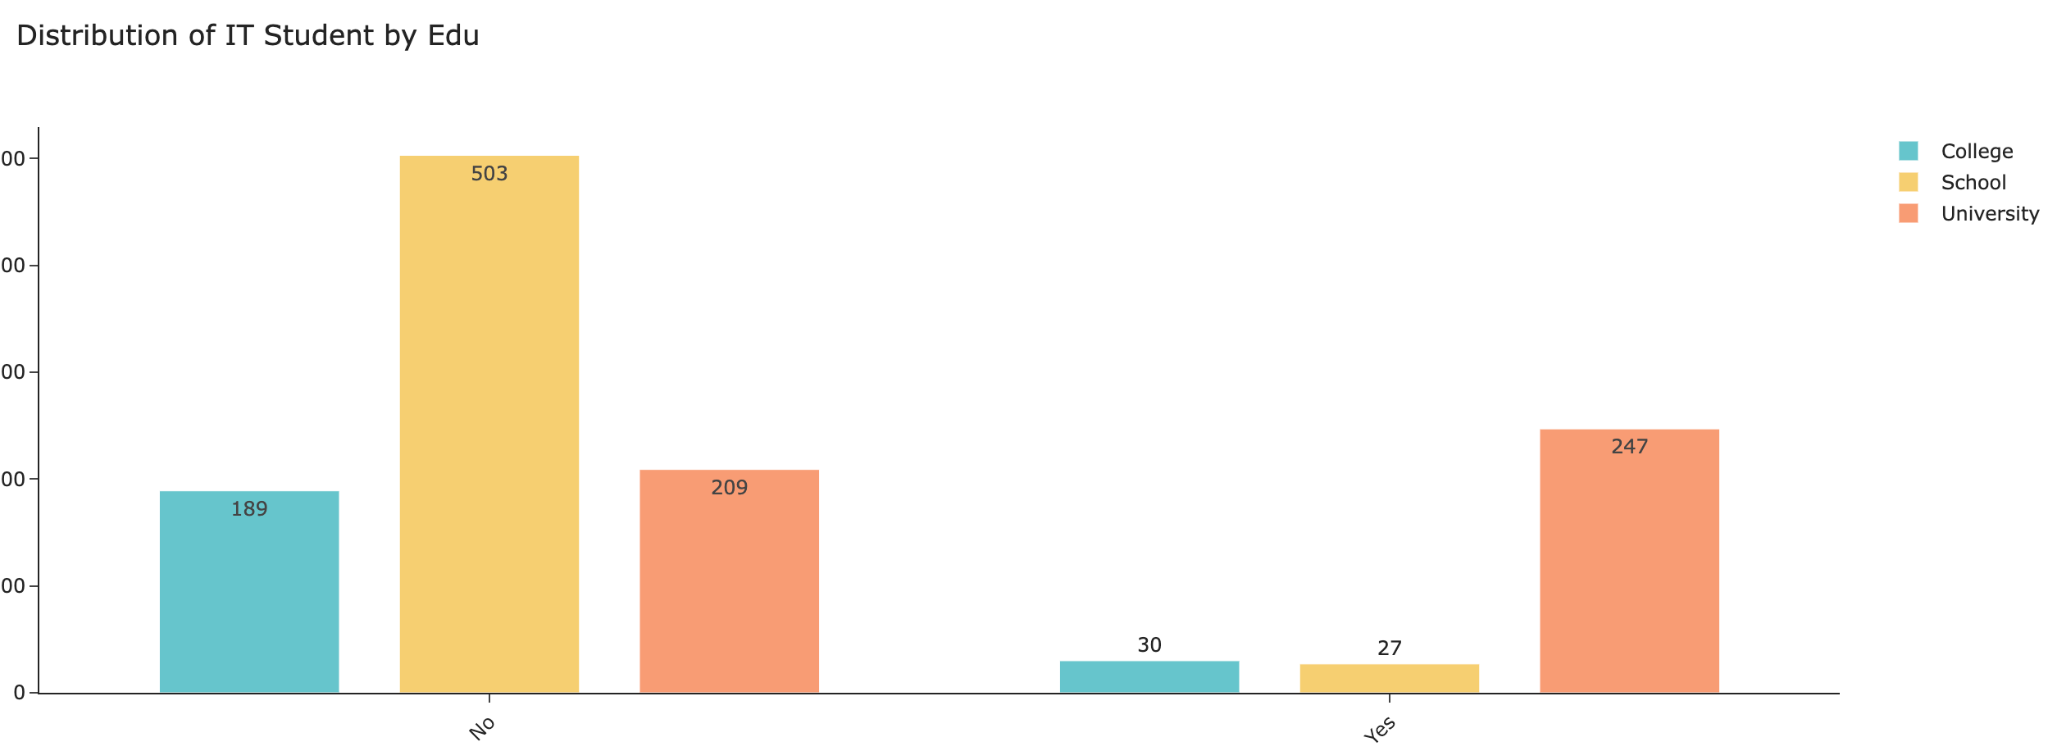 Distribution of IT Student by Edu
00
00
00
00
00
0
503
189
209
30
27
247
No
Yes
College
School
University